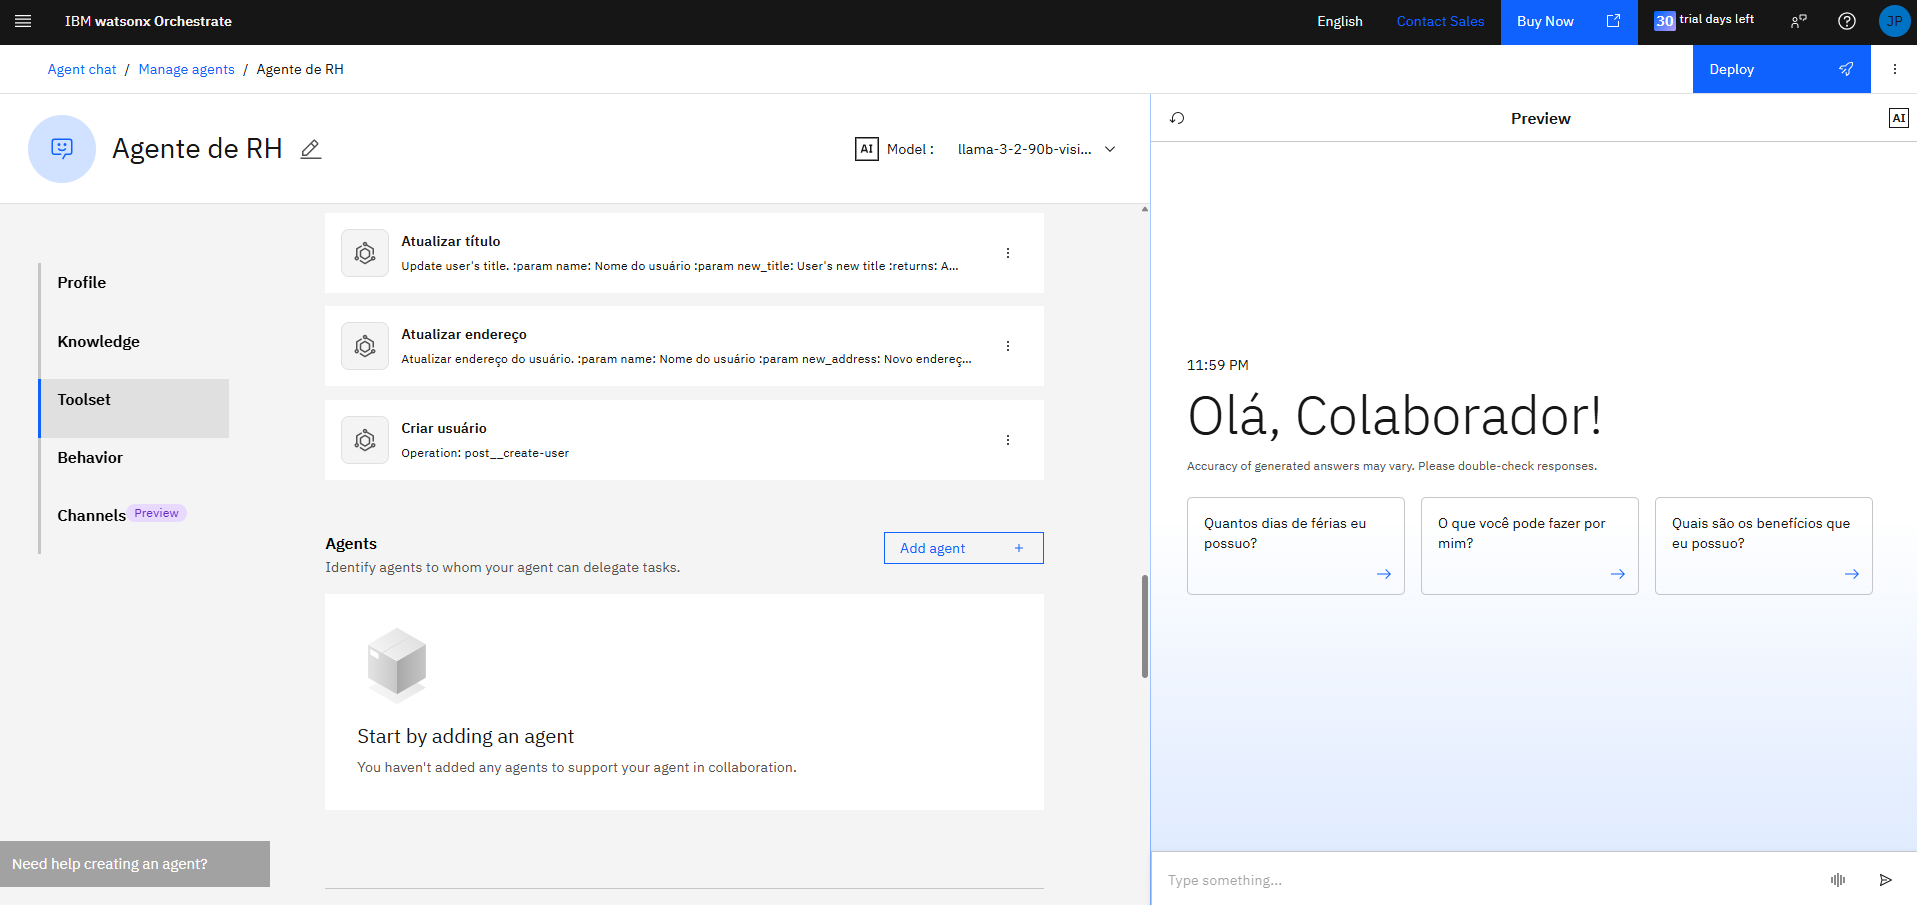 IBM watsonx Orchestrate
English
Contact Sales
Buy Now
30 trial days left
JP
Agent chat / Manage agents / Agente de RH
Deploy
Agente de RH
AI Model : llama-3-2-90b-visi...
Preview
AI
Profile
Knowledge
Toolset
Behavior
Channels Preview
Atualizar título
Update user's title. :param name: Nome do usuário :param new_title: User's new title :returns: A...
Atualizar endereço
Atualizar endereço do usuário. :param name: Nome do usuário :param new_address: Novo endereç...
Criar usuário
Operation: post__create-user
Agents
Identify agents to whom your agent can delegate tasks.
Add agent +
Start by adding an agent
You haven't added any agents to support your agent in collaboration.
Need help creating an agent?
11:59 PM
Olá, Colaborador!
Accuracy of generated answers may vary. Please double-check responses.
Quantos dias de férias eu
possuo?
O que você pode fazer por
mim?
Quais são os benefícios que
eu possuo?
Type something...